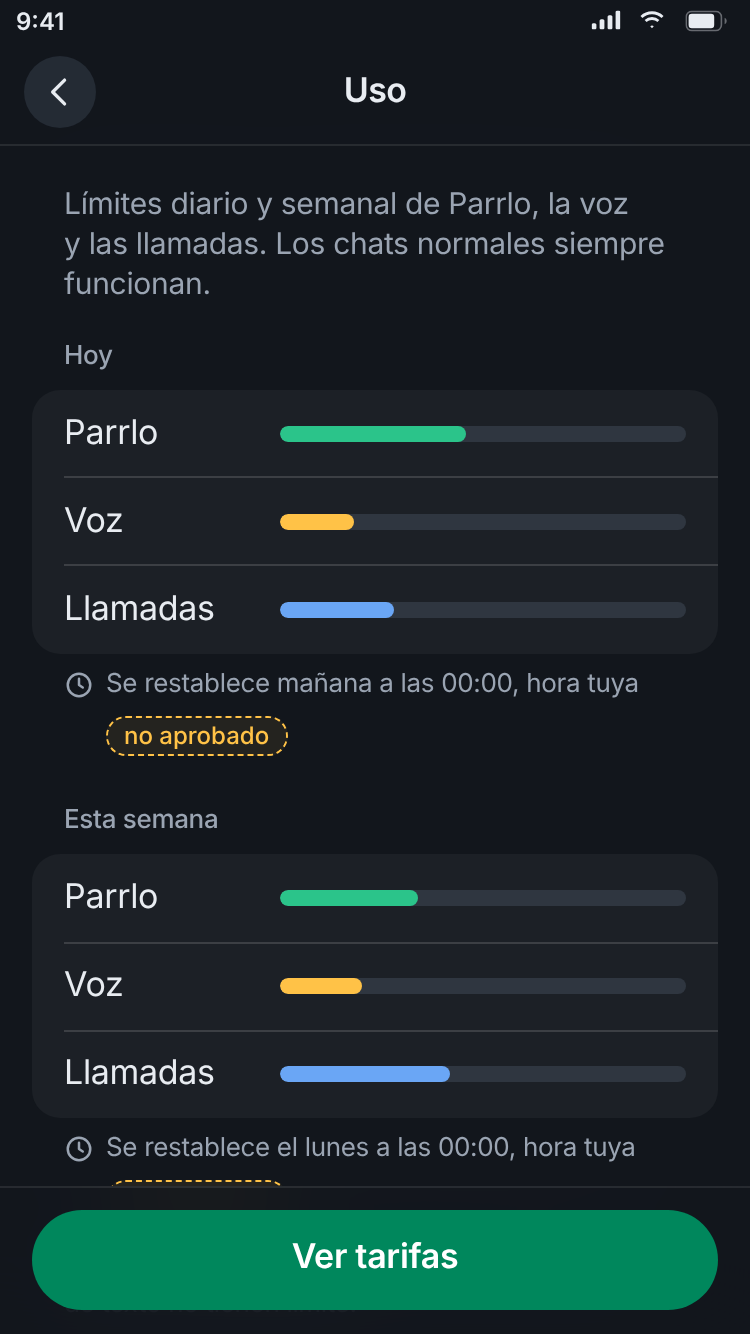 9:41
Uso
Límites diario y semanal de Parrlo, la voz
y las llamadas. Los chats normales siempre
funcionan.
Hoy
Parrlo
Voz
Llamadas
Se restablece mañana a las 00:00, hora tuya
no aprobado
Esta semana
Parrlo
Voz
Llamadas
Se restablece el lunes a las 00:00, hora tuya
Ver tarifas